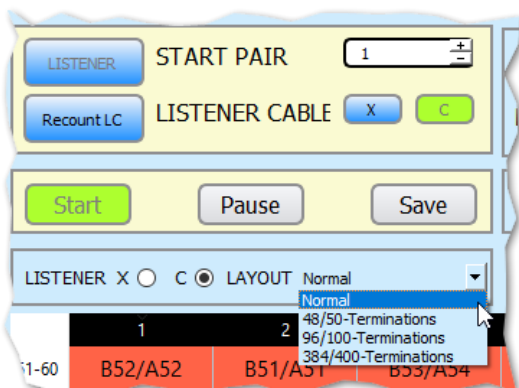 LISTENER START PAIR 1 + -
Recount LC LISTENER CABLE X C
Start Pause Save
LISTENER X C LAYOUT Normal
Normal
48/50-Terminations
96/100-Terminations
384/400-Terminations
1 2
1-60 B52/A52 B51/A51 B53/A54